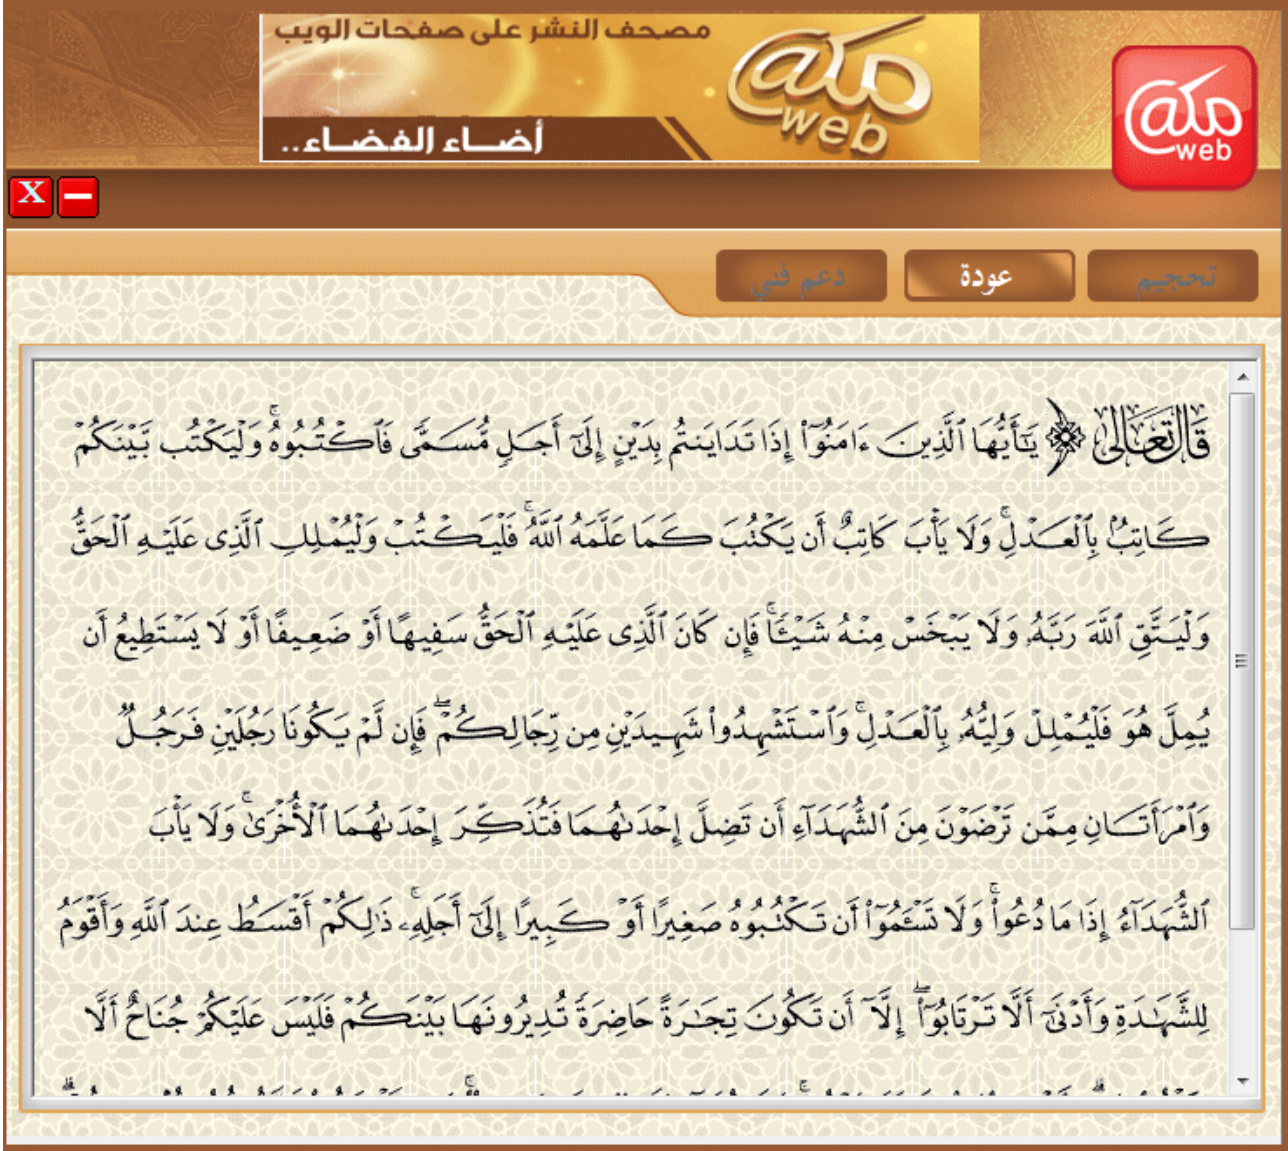 مصحف النشر على صفحات الويب
مكة
@
web
أضاء الفضاء..
مكة
@
web
X
تحجيم
عودة
دعم فني
قَالَ تَعَالَىٰ ﴿ يَٰٓأَيُّهَا ٱلَّذِينَ ءَامَنُوٓا۟ إِذَا تَدَايَنتُم بِدَيْنٍ إِلَىٰٓ أَجَلٍ مُّسَمًّى فَٱكْتُبُوهُ ۚ وَلْيَكْتُب بَّيْنَكُمْ
كَاتِبٌۢ بِٱلْعَدْلِ ۚ وَلَا يَأْبَ كَاتِبٌ أَن يَكْتُبَ كَمَا عَلَّمَهُ ٱللَّهُ ۚ فَلْيَكْتُبْ وَلْيُمْلِلِ ٱلَّذِى عَلَيْهِ ٱلْحَقُّ
وَلْيَتَّقِ ٱللَّهَ رَبَّهُۥ وَلَا يَبْخَسْ مِنْهُ شَيْـًٔا ۚ فَإِن كَانَ ٱلَّذِى عَلَيْهِ ٱلْحَقُّ سَفِيهًا أَوْ ضَعِيفًا أَوْ لَا يَسْتَطِيعُ أَن
يُمِلَّ هُوَ فَلْيُمْلِلْ وَلِيُّهُۥ بِٱلْعَدْلِ ۚ وَٱسْتَشْهِدُوا۟ شَهِيدَيْنِ مِن رِّجَالِكُمْ ۖ فَإِن لَّمْ يَكُونَا رَجُلَيْنِ فَرَجُلٌ
وَٱمْرَأَتَانِ مِمَّن تَرْضَوْنَ مِنَ ٱلشُّهَدَآءِ أَن تَضِلَّ إِحْدَىٰهُمَا فَتُذَكِّرَ إِحْدَىٰهُمَا ٱلْأُخْرَىٰ ۚ وَلَا يَأْبَ
ٱلشُّهَدَآءُ إِذَا مَا دُعُوا۟ ۚ وَلَا تَسْـَٔمُوٓا۟ أَن تَكْتُبُوهُ صَغِيرًا أَوْ كَبِيرًا إِلَىٰٓ أَجَلِهِۦ ۚ ذَٰلِكُمْ أَقْسَطُ عِندَ ٱللَّهِ وَأَقْوَمُ
لِلشَّهَٰدَةِ وَأَدْنَىٰٓ أَلَّا تَرْتَابُوٓا۟ ۖ إِلَّآ أَن تَكُونَ تِجَٰرَةً حَاضِرَةً تُدِيرُونَهَا بَيْنَكُمْ فَلَيْسَ عَلَيْكُمْ جُنَاحٌ أَلَّا